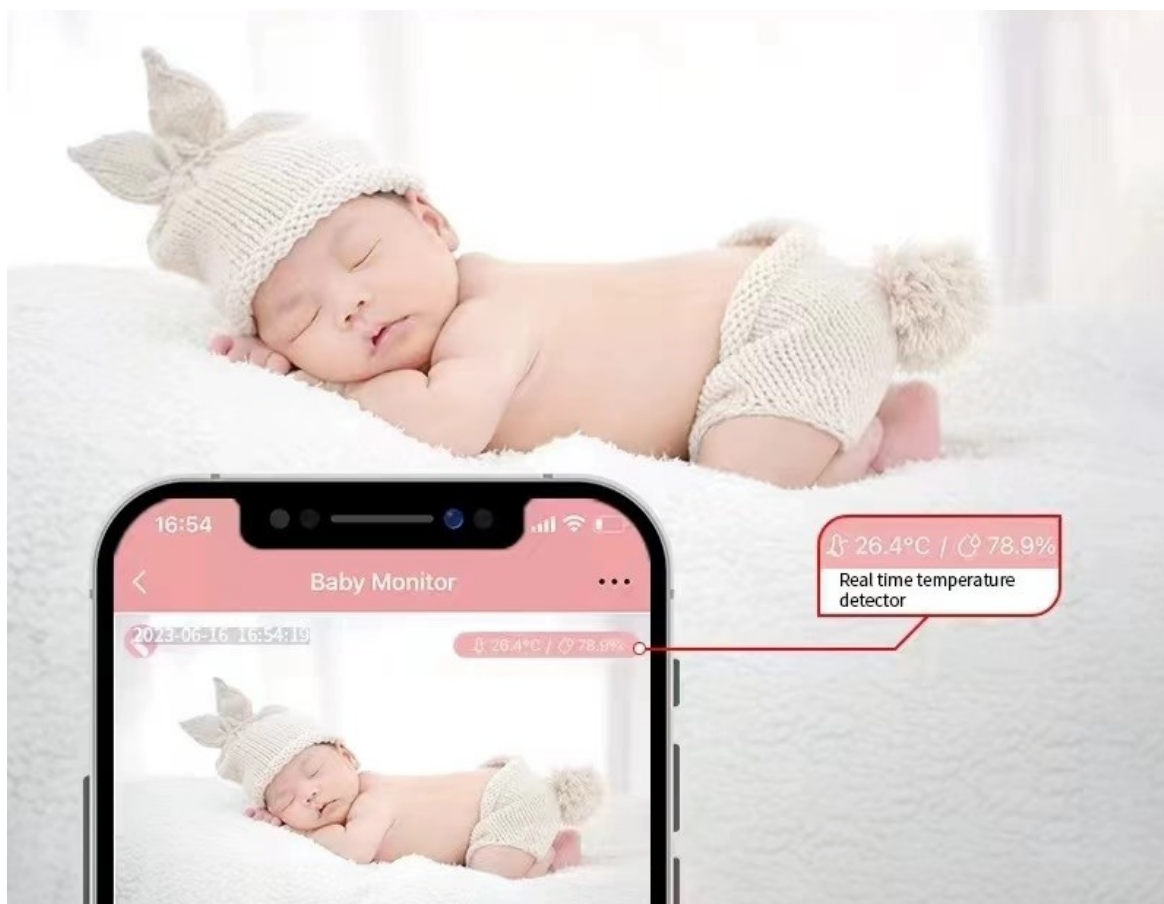 16:54
Baby Monitor
2023-06-16 16:54:19
26.4°C / 78.9%
26.4°C / 78.9%
Real time temperature
detector